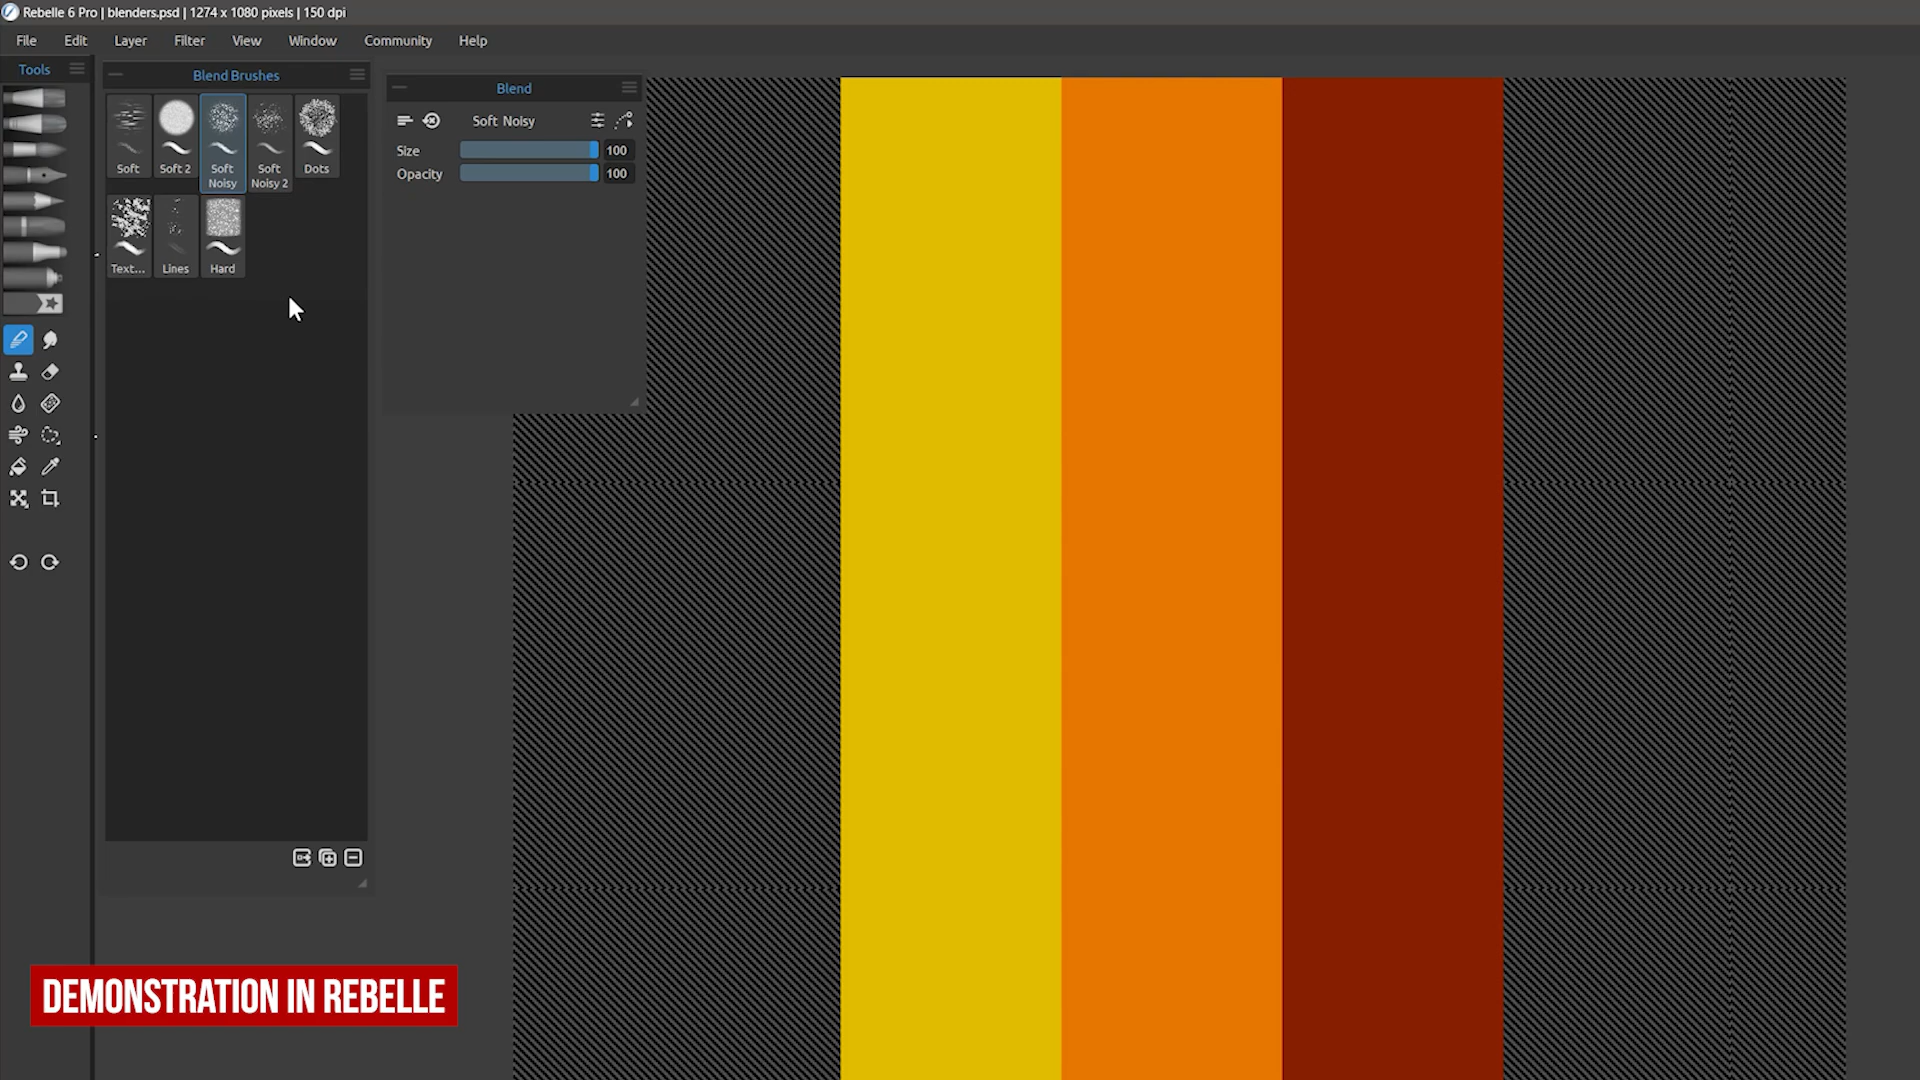 Rebelle 6 Pro | blenders.psd | 1274 x 1080 pixels | 150 dpi
File Edit Layer Filter View Window Community Help
Tools
Blend Brushes
Soft
Soft 2
Soft
Noisy
Soft
Noisy 2
Dots
Text...
Lines
Hard
Blend
Soft Noisy
Size 100
Opacity 100
DEMONSTRATION IN REBELLE